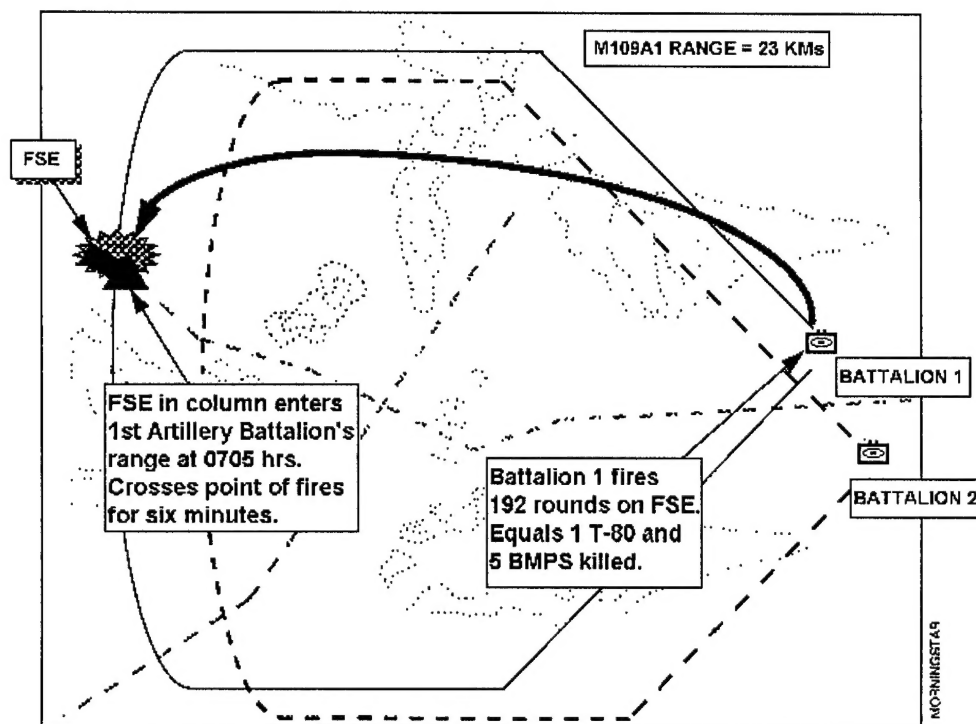 M109A1 RANGE = 23 KMs
FSE
BATTALION 1
FSE in column enters
1st Artillery Battalion's
range at 0705 hrs.
Crosses point of fires
for six minutes.
Battalion 1 fires
192 rounds on FSE.
Equals 1 T-80 and
5 BMPS killed.
BATTALION 2
MORNINGSTAR